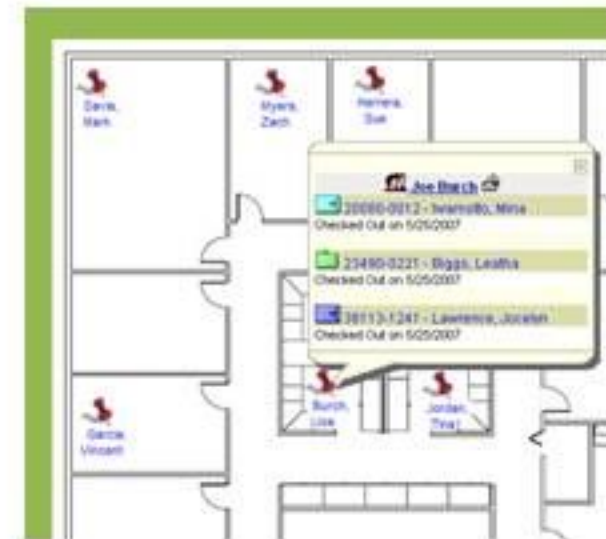 Davis,
Mark
Myers,
Zach
Herrera,
Sue
Joe Burch
20080-0012 - Iwamoto, Nina
Checked Out on 5/25/2007
23490-0221 - Biggs, Leatha
Checked Out on 5/25/2007
38113-1241 - Lawrence, Jocelyn
Checked Out on 5/25/2007
Burch,
Lisa
Jordan,
Tina
Garcia,
Vincent